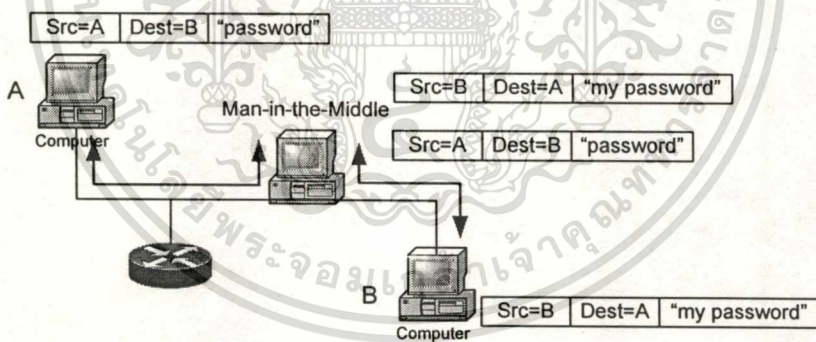 Src=A Dest=B "password"
A
Computer
Man-in-the-Middle
Src=B Dest=A "my password"
Src=A Dest=B "password"
B
Computer
Src=B Dest=A "my password"